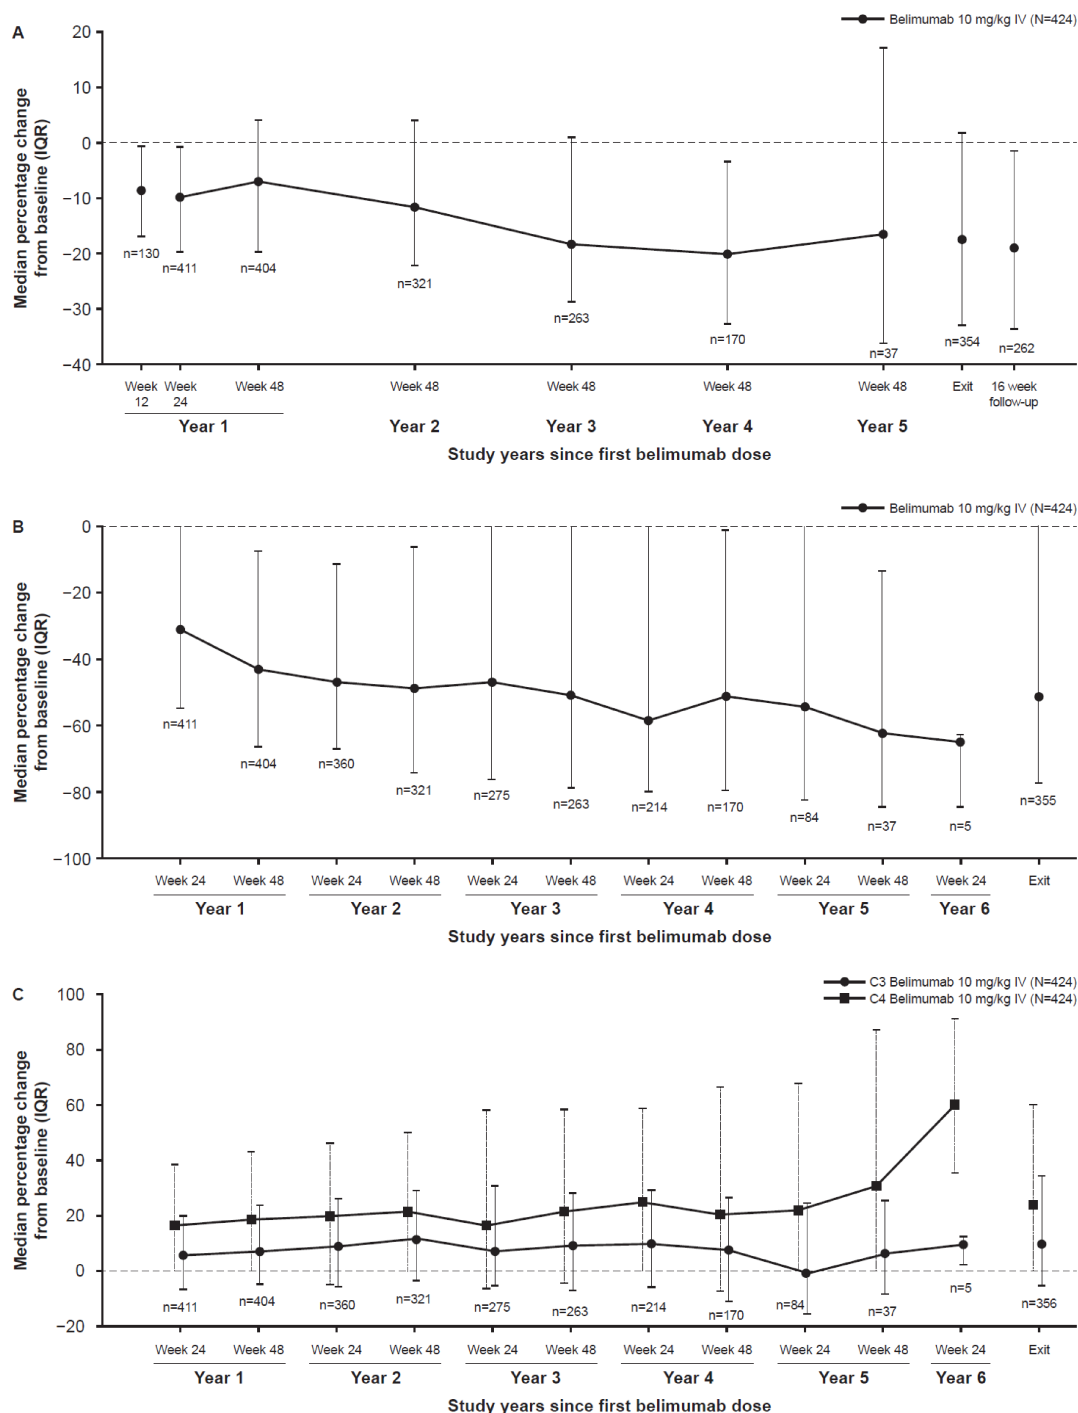 A
Belimumab 10 mg/kg IV (N=424)
Median percentage change
from baseline (IQR)
20
10
0
−10
−20
−30
−40
n=130
n=411
n=404
n=321
n=263
n=170
n=37
n=354
n=262
Week 12
Week 24
Week 48
Week 48
Week 48
Week 48
Week 48
Exit
16 week follow-up
Year 1
Year 2
Year 3
Year 4
Year 5
Study years since first belimumab dose
B
Belimumab 10 mg/kg IV (N=424)
Median percentage change
from baseline (IQR)
0
−20
−40
−60
−80
−100
n=411
n=404
n=360
n=321
n=275
n=263
n=214
n=170
n=84
n=37
n=5
n=355
Week 24
Week 48
Week 24
Week 48
Week 24
Week 48
Week 24
Week 48
Week 24
Week 48
Week 24
Exit
Year 1
Year 2
Year 3
Year 4
Year 5
Year 6
Study years since first belimumab dose
C
C3 Belimumab 10 mg/kg IV (N=424)
C4 Belimumab 10 mg/kg IV (N=424)
Median percentage change
from baseline (IQR)
100
80
60
40
20
0
−20
n=411
n=404
n=360
n=321
n=275
n=263
n=214
n=170
n=84
n=37
n=5
n=356
Week 24
Week 48
Week 24
Week 48
Week 24
Week 48
Week 24
Week 48
Week 24
Week 48
Week 24
Exit
Year 1
Year 2
Year 3
Year 4
Year 5
Year 6
Study years since first belimumab dose